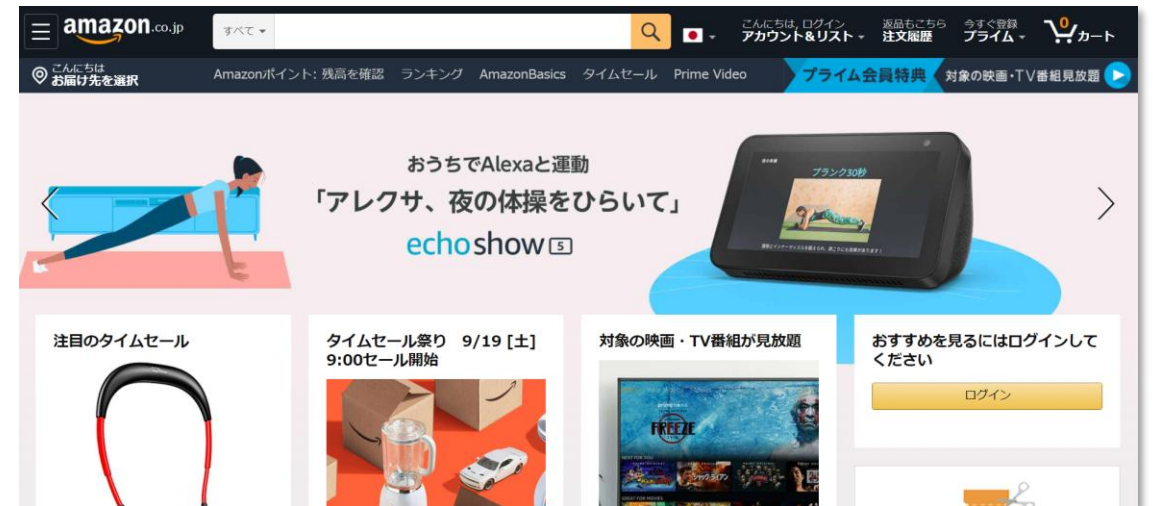 amazon.co.jp
すべて
こんにちは, ログイン
アカウント&リスト
返品もこちら
注文履歴
今すぐ登録
プライム
0
カート
こんにちは
お届け先を選択
Amazonポイント: 残高を確認
ランキング
AmazonBasics
タイムセール
Prime Video
プライム会員特典
対象の映画・TV番組見放題
おうちでAlexaと運動
「アレクサ、夜の体操をひらいて」
echo show 5
プランク30秒
注目のタイムセール
タイムセール祭り 9/19 [土]
9:00セール開始
対象の映画・TV番組が見放題
FREEZE
ジャック・ライアン
おすすめを見るにはログインして
ください
ログイン